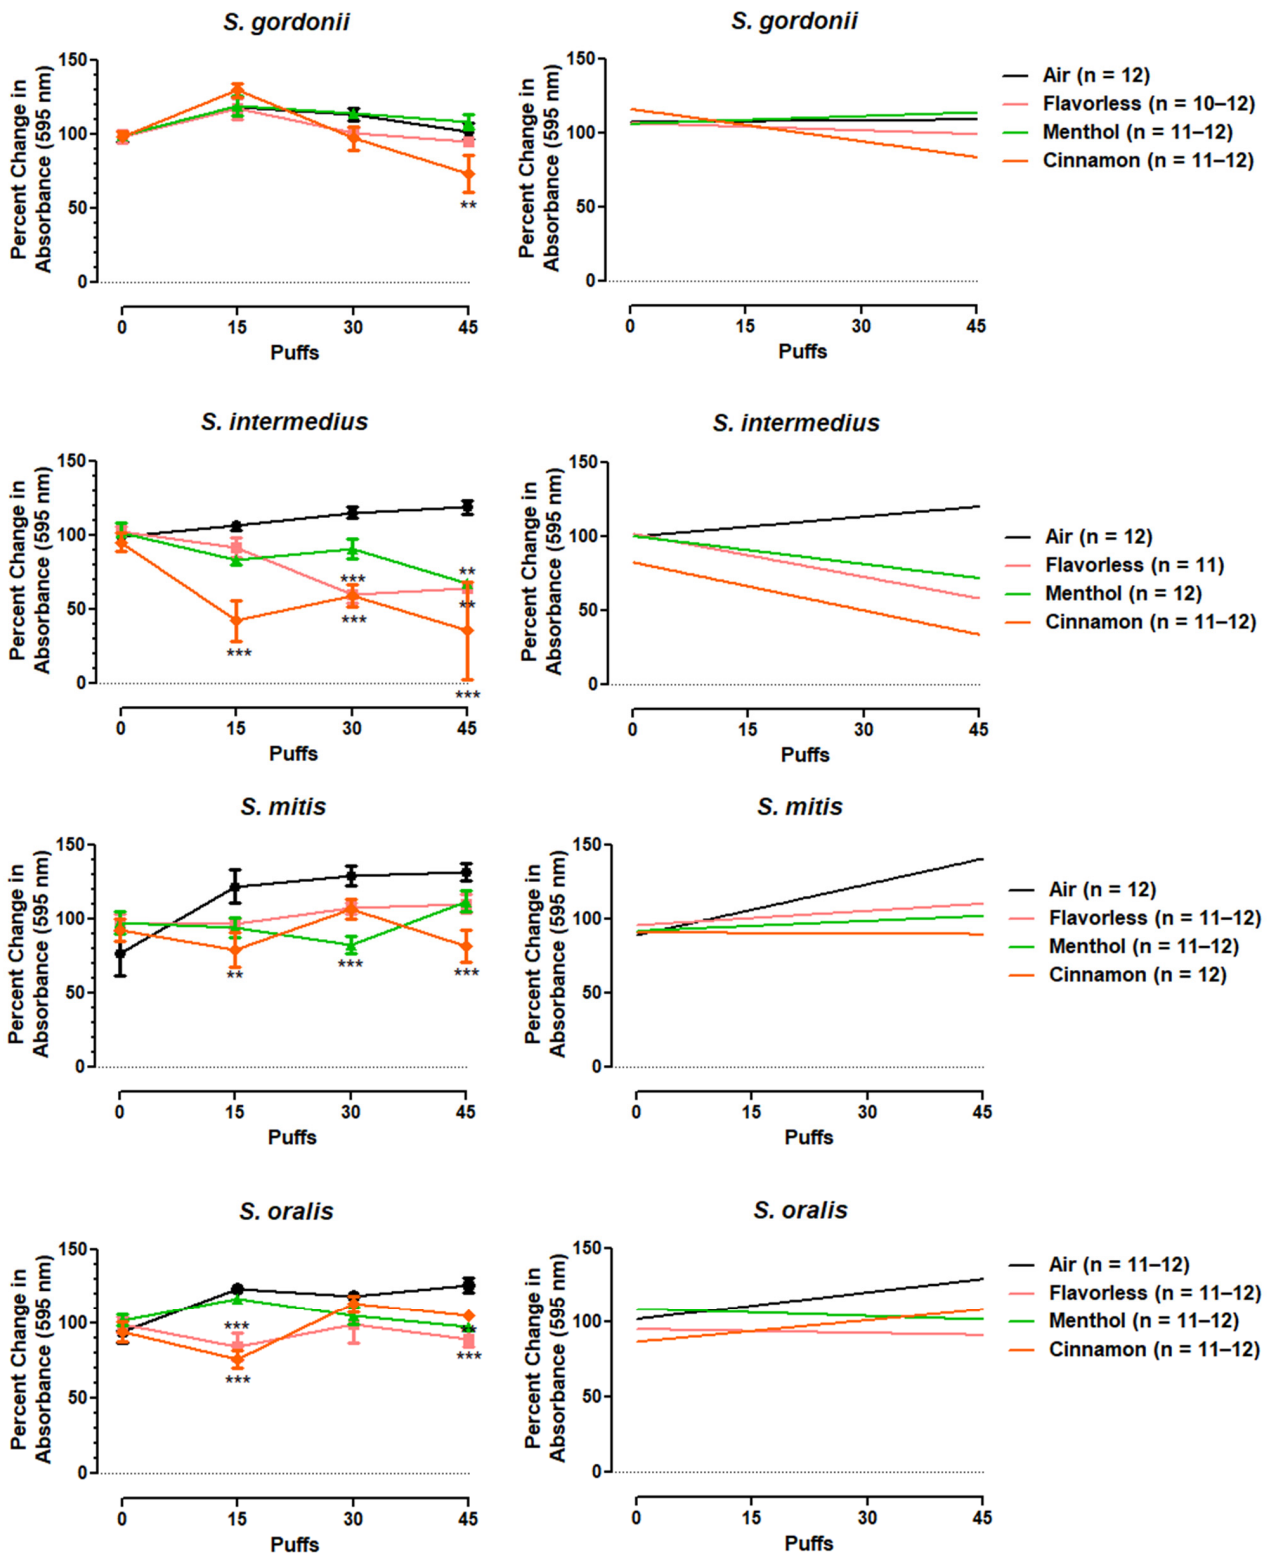 S. gordonii
Percent Change in
Absorbance (595 nm)
150
100
50
0
**
0 15 30 45
Puffs
S. gordonii
Percent Change in
Absorbance (595 nm)
150
100
50
0
0 15 30 45
Puffs
Air (n = 12)
Flavorless (n = 10–12)
Menthol (n = 11–12)
Cinnamon (n = 11–12)
S. intermedius
Percent Change in
Absorbance (595 nm)
150
100
50
0
***
***
***
**
**
***
0 15 30 45
Puffs
S. intermedius
Percent Change in
Absorbance (595 nm)
150
100
50
0
0 15 30 45
Puffs
Air (n = 12)
Flavorless (n = 11)
Menthol (n = 12)
Cinnamon (n = 11–12)
S. mitis
Percent Change in
Absorbance (595 nm)
150
100
50
0
**
***
***
0 15 30 45
Puffs
S. mitis
Percent Change in
Absorbance (595 nm)
150
100
50
0
0 15 30 45
Puffs
Air (n = 12)
Flavorless (n = 11–12)
Menthol (n = 11–12)
Cinnamon (n = 12)
S. oralis
Percent Change in
Absorbance (595 nm)
150
100
50
0
***
***
**
***
0 15 30 45
Puffs
S. oralis
Percent Change in
Absorbance (595 nm)
150
100
50
0
0 15 30 45
Puffs
Air (n = 11–12)
Flavorless (n = 11–12)
Menthol (n = 11–12)
Cinnamon (n = 11–12)